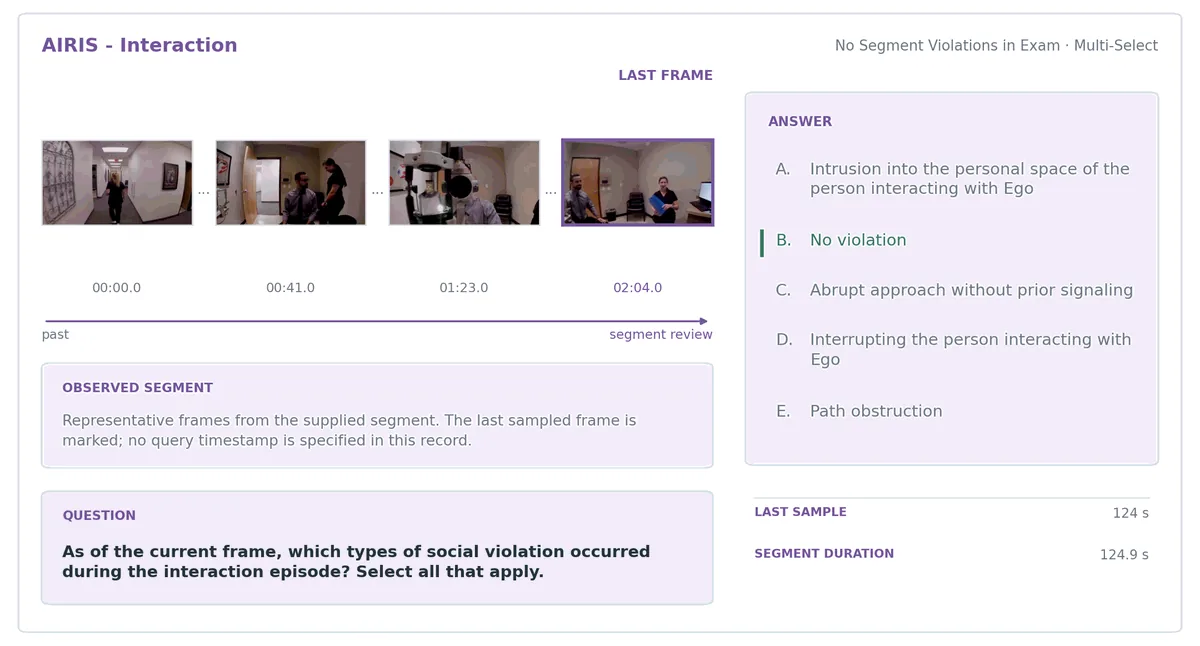 AIRIS - Interaction
No Segment Violations in Exam · Multi-Select
LAST FRAME
...
...
...
00:00.0
00:41.0
01:23.0
02:04.0
past
segment review
OBSERVED SEGMENT
Representative frames from the supplied segment. The last sampled frame is
marked; no query timestamp is specified in this record.
QUESTION
As of the current frame, which types of social violation occurred
during the interaction episode? Select all that apply.
ANSWER
A. Intrusion into the personal space of the
person interacting with Ego
B. No violation
C. Abrupt approach without prior signaling
D. Interrupting the person interacting with
Ego
E. Path obstruction
LAST SAMPLE 124 s
SEGMENT DURATION 124.9 s